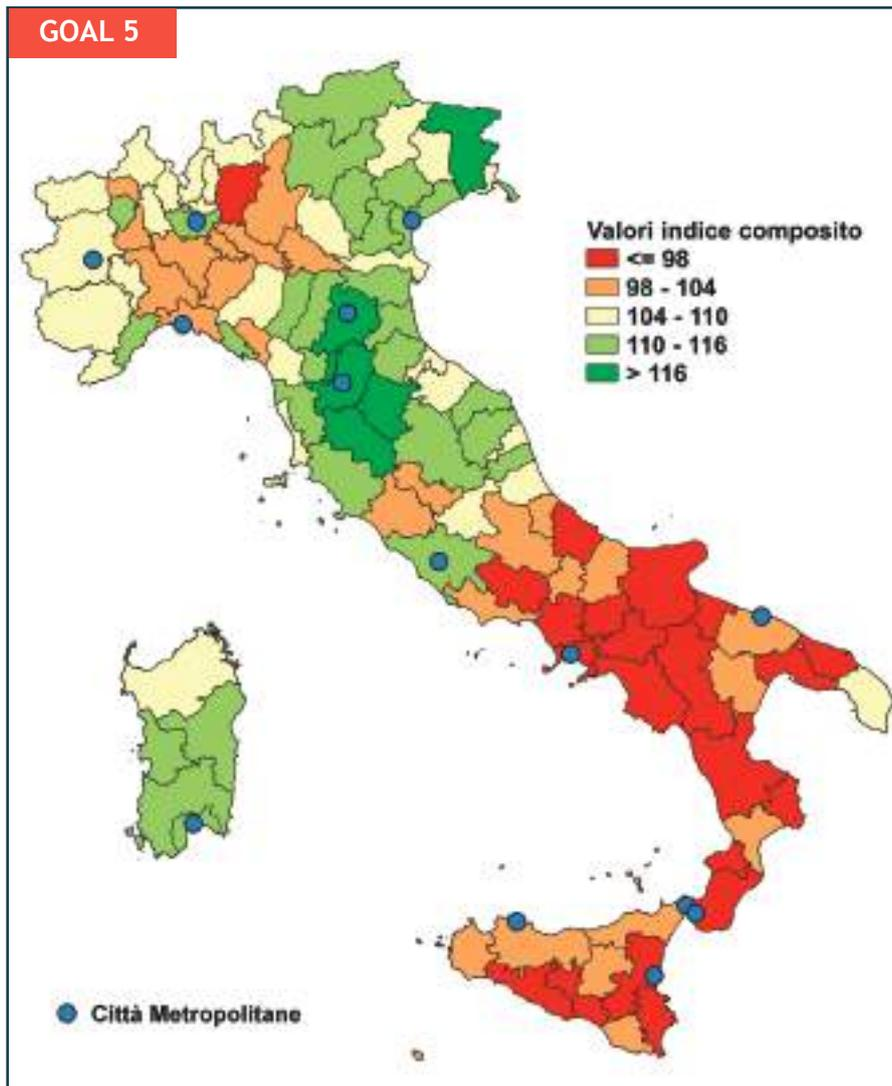 GOAL 5
Valori indice composito
<= 98
98 - 104
104 - 110
110 - 116
> 116
Città Metropolitane